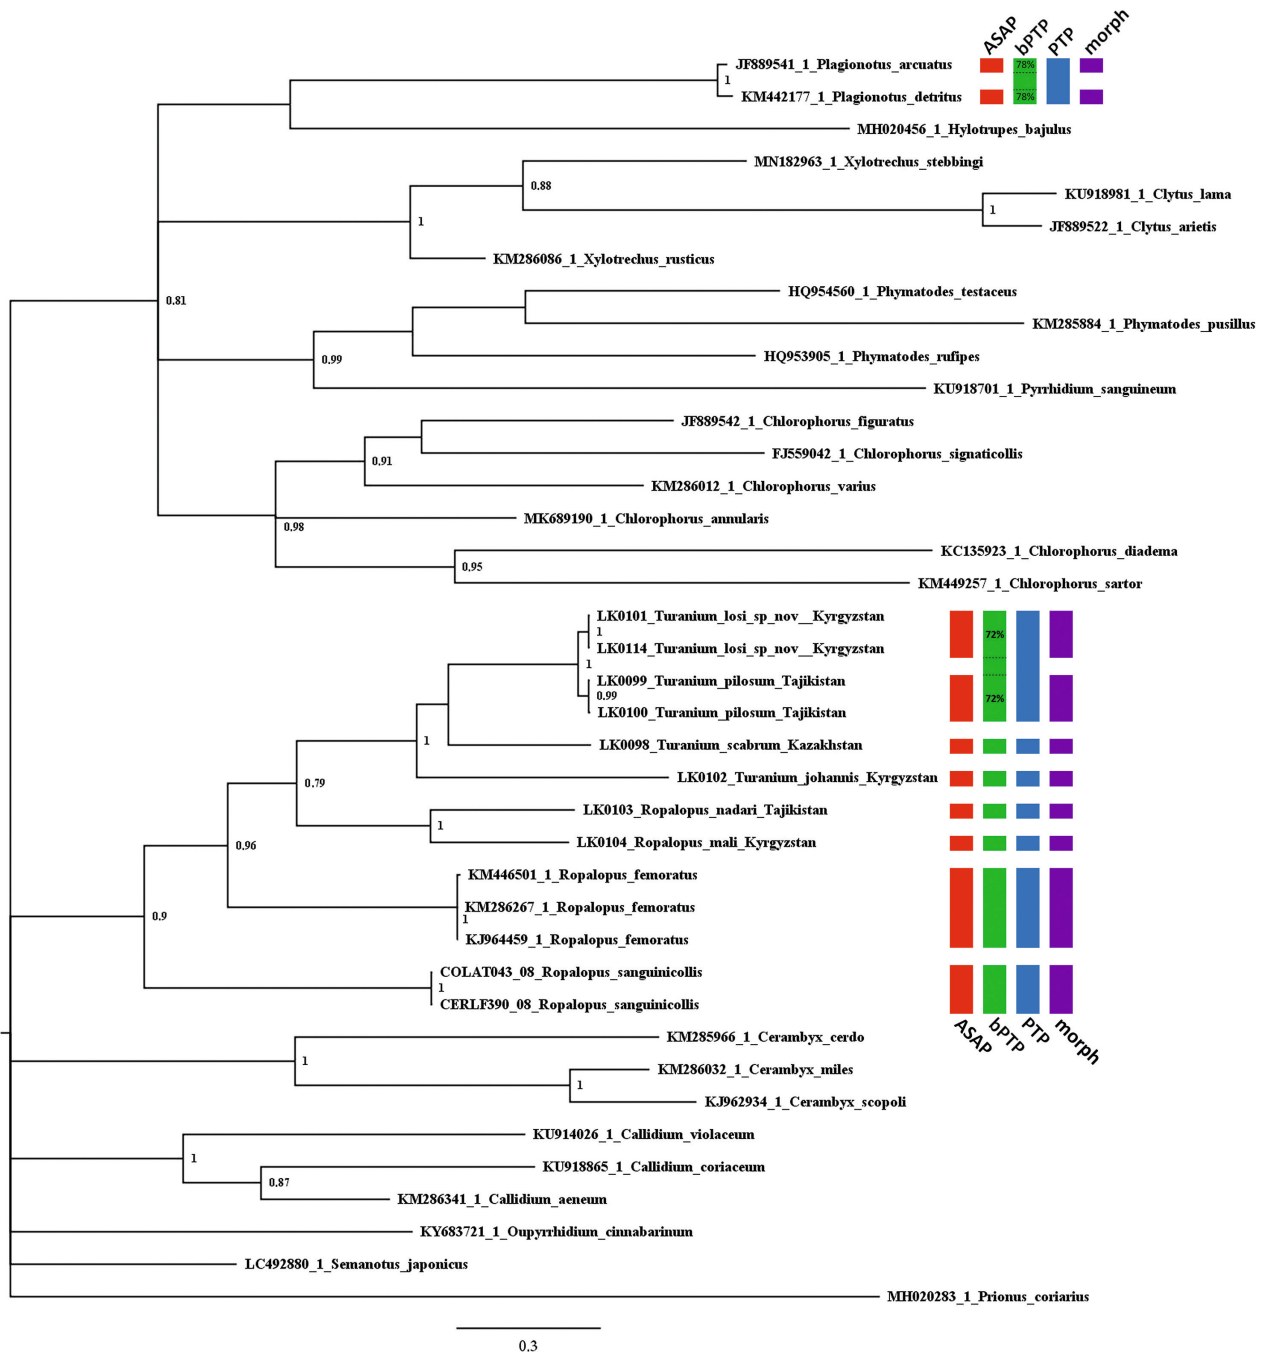 ASAP bPTP PTP morph
JF889541_1_Plagionotus_arcuatus 78%
1
KM442177_1_Plagionotus_detritus 78%
MH020456_1_Hylotrupes_bajulus
MN182963_1_Xylotrechus_stebbingi
0.88
KU918981_1_Clytus_lama
1
1
JF889522_1_Clytus_arietis
KM286086_1_Xylotrechus_rusticus
HQ954560_1_Phymatodes_testaceus
0.81
KM285884_1_Phymatodes_pusillus
HQ953905_1_Phymatodes_rufipes
0.99
KU918701_1_Pyrrhidium_sanguineum
JF889542_1_Chlorophorus_figuratus
FJ559042_1_Chlorophorus_signaticollis
0.91
KM286012_1_Chlorophorus_varius
MK689190_1_Chlorophorus_annularis
0.98
KC135923_1_Chlorophorus_diadema
0.95
KM449257_1_Chlorophorus_sartor
LK0101_Turanium_losi_sp_nov__Kyrgyzstan
1 72%
LK0114_Turanium_losi_sp_nov__Kyrgyzstan
1
LK0099_Turanium_pilosum_Tajikistan
0.99 72%
LK0100_Turanium_pilosum_Tajikistan
1
LK0098_Turanium_scabrum_Kazakhstan
LK0102_Turanium_johannis_Kyrgyzstan
0.79
LK0103_Ropalopus_nadari_Tajikistan
1
LK0104_Ropalopus_mali_Kyrgyzstan
0.96
KM446501_1_Ropalopus_femoratus
KM286267_1_Ropalopus_femoratus
0.9 1
KJ964459_1_Ropalopus_femoratus
COLAT043_08_Ropalopus_sanguinicollis
1
CERLF390_08_Ropalopus_sanguinicollis
ASAP bPTP PTP morph
KM285966_1_Cerambyx_cerdo
1
KM286032_1_Cerambyx_miles
1
KJ962934_1_Cerambyx_scopoli
KU914026_1_Callidium_violaceum
1
KU918865_1_Callidium_coriaceum
0.87
KM286341_1_Callidium_aeneum
KY683721_1_Oupyrrhidium_cinnabarinum
LC492880_1_Semanotus_japonicus
MH020283_1_Prionus_coriarius
0.3